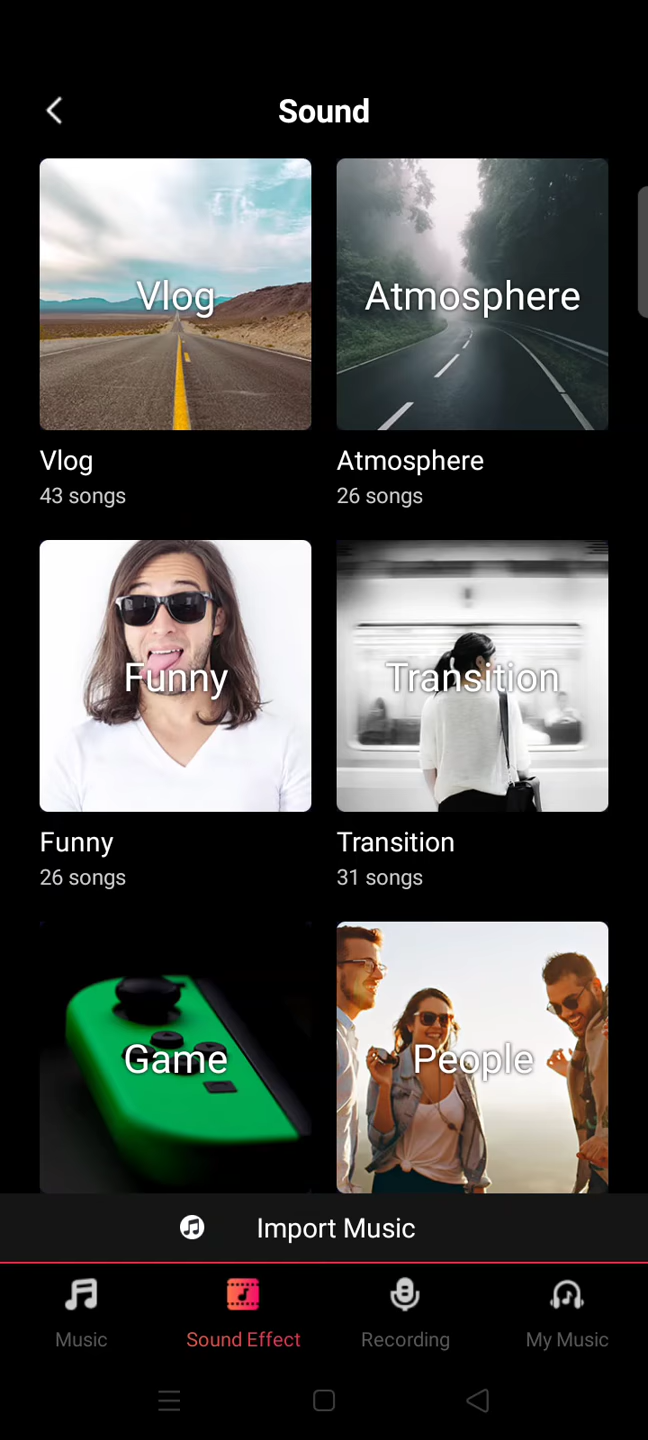 Sound
Vlog
Atmosphere
Vlog
Atmosphere
43 songs
26 songs
Funny
Transition
Funny
Transition
26 songs
31 songs
Game
People
Import Music
Music
Sound Effect
Recording
My Music